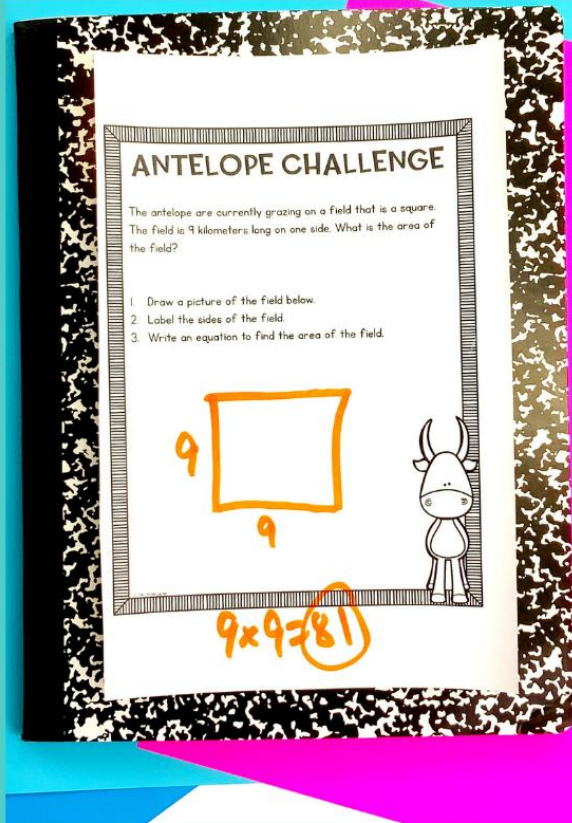 ANTELOPE CHALLENGE
The antelope are currently grazing on a field that is a square.
The field is 9 kilometers long on one side. What is the area of
the field?
1. Draw a picture of the field below.
2. Label the sides of the field.
3. Write an equation to find the area of the field.
9
9
9x9=81